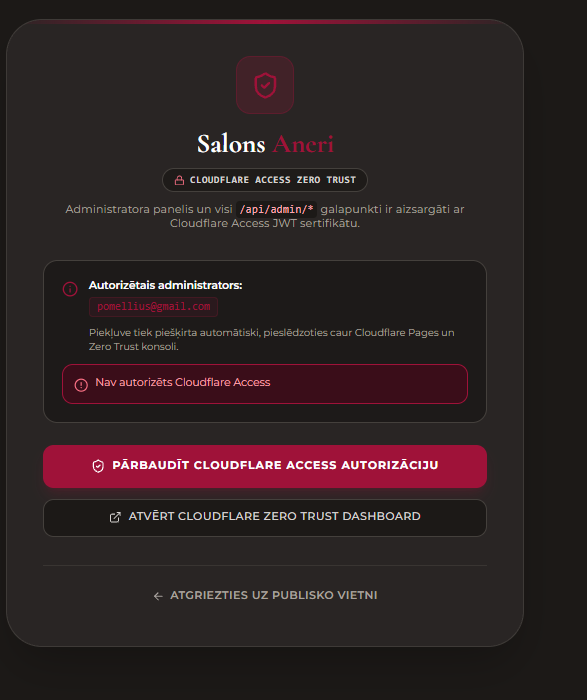 Salons Aneri
CLOUDFLARE ACCESS ZERO TRUST
Administratora panelis un visi /api/admin/* galapunkti ir aizsargāti ar
Cloudflare Access JWT sertifikātu.
Autorizētais administrators:
pomellius@gmail.com
Piekļuve tiek piešķirta automātiski, pieslēdzoties caur Cloudflare Pages un
Zero Trust konsoli.
Nav autorizēts Cloudflare Access
PĀRBAUDĪT CLOUDFLARE ACCESS AUTORIZĀCIJU
ATVĒRT CLOUDFLARE ZERO TRUST DASHBOARD
ATGRIEZTIES UZ PUBLISKO VIETNI